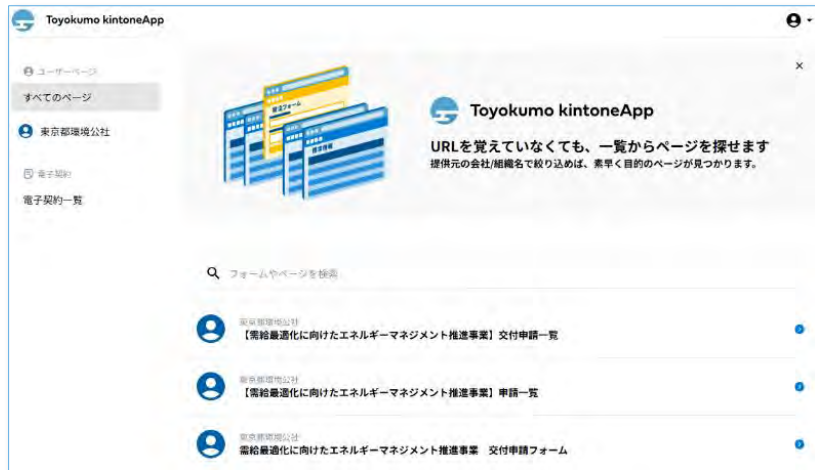 Toyokumo kintoneApp
ユーザーページ
すべてのページ
東京都環境公社
電子契約
電子契約一覧
Toyokumo kintoneApp
URLを覚えていなくても、一覧からページを探せます
提供元の会社/組織名で絞り込めば、素早く目的のページが見つかります。
フォームやページを検索
東京都環境公社
【需給最適化に向けたエネルギーマネジメント推進事業】交付申請一覧
東京都環境公社
【需給最適化に向けたエネルギーマネジメント推進事業】申請一覧
東京都環境公社
需給最適化に向けたエネルギーマネジメント推進事業　交付申請フォーム